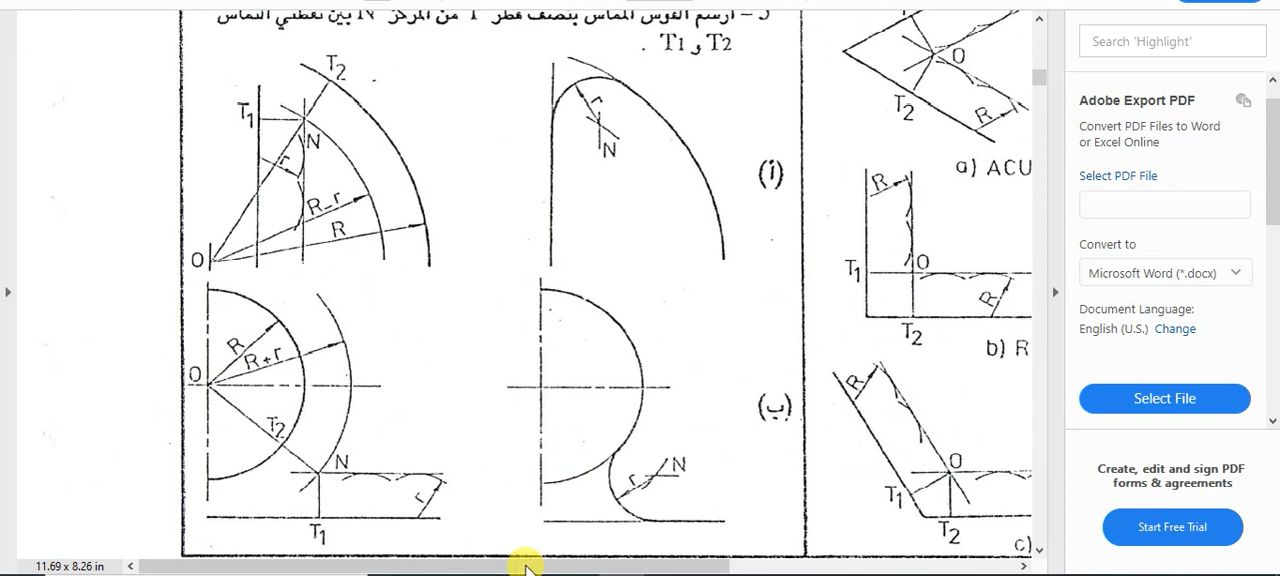 3 – ارسم القوس المماس بنصف قطر r من المركز N بين نقطتي التماس
T1 و T2 .
T2
T1
N
r
R-r
R
O
r
N
(أ)
R
R+r
O
T2
N
r
T1
N
r
(ب)
O
T2
R
a) ACU
R
T1
O
R
T2
b) R
R
O
T1
T2
c)
Search 'Highlight'
Adobe Export PDF
Convert PDF Files to Word
or Excel Online
Select PDF File
Convert to
Microsoft Word (*.docx)
Document Language:
English (U.S.) Change
Select File
Create, edit and sign PDF
forms & agreements
Start Free Trial
11.69 x 8.26 in